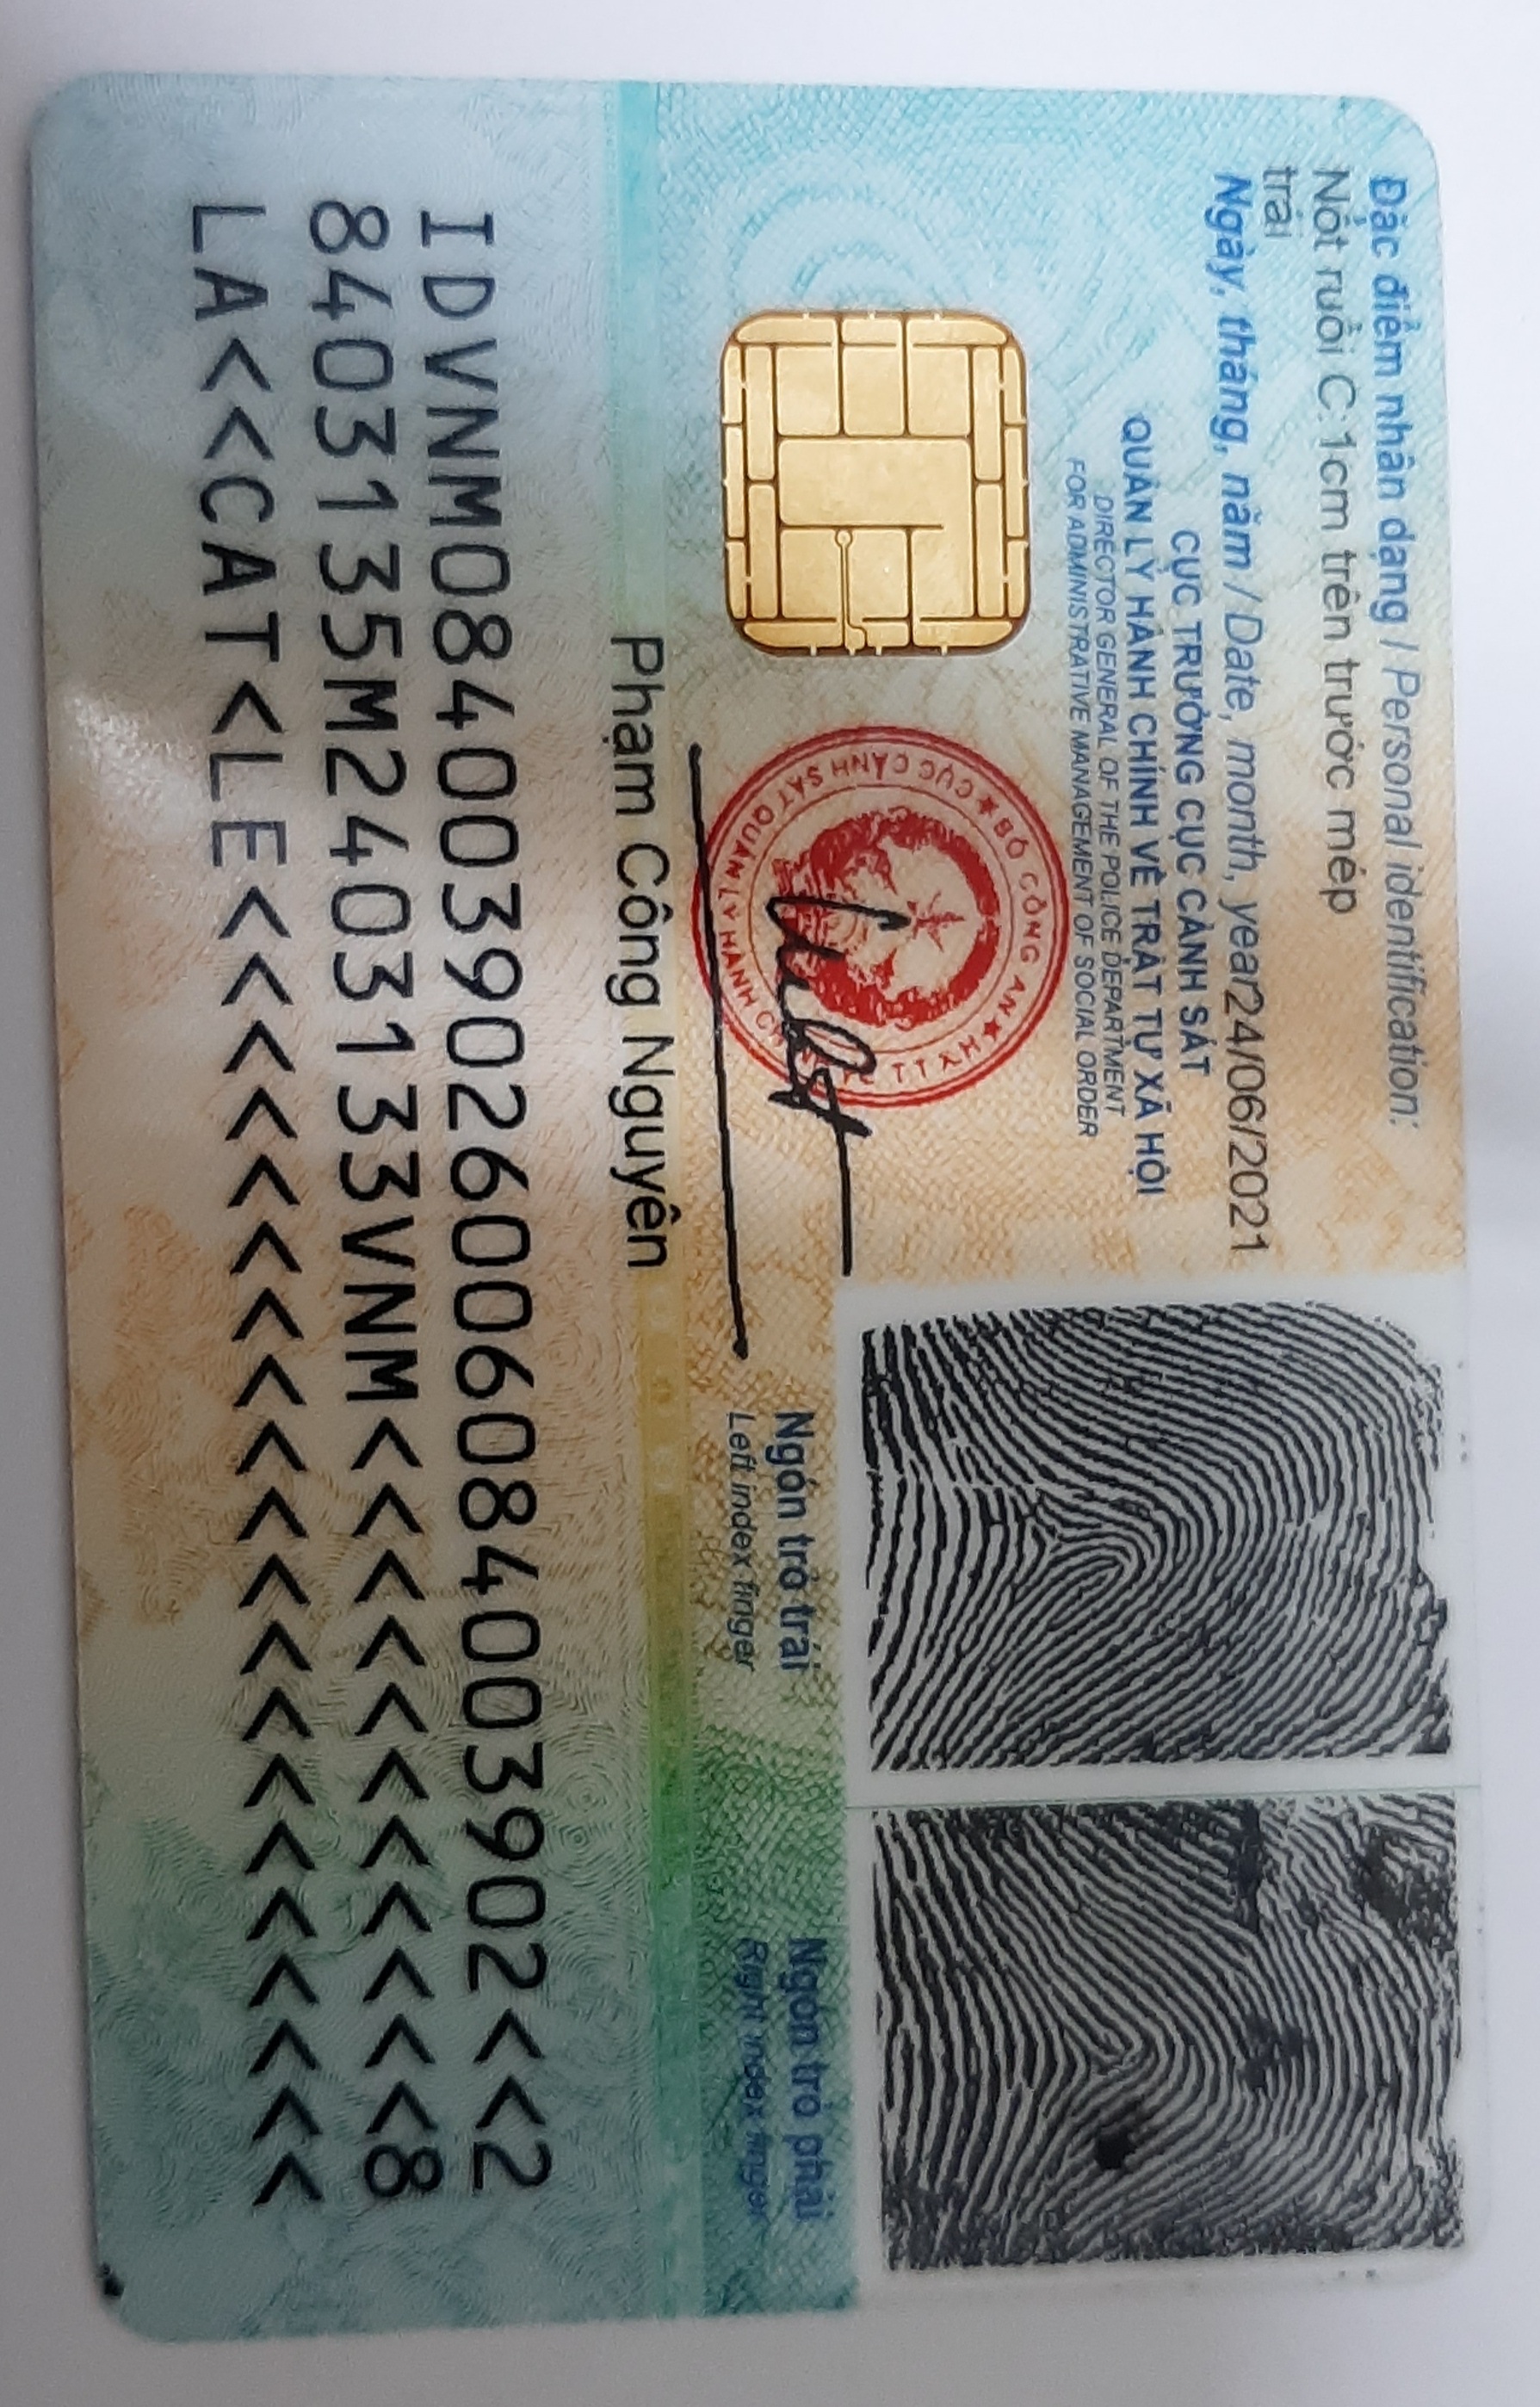 Đặc điểm nhân dạng / Personal identification:
Nốt ruồi C:1cm trên trước mép
trái
Ngày, tháng, năm / Date, month, year24/06/2021
CỤC TRƯỞNG CỤC CẢNH SÁT
QUẢN LÝ HÀNH CHÍNH VỀ TRẬT TỰ XÃ HỘI
DIRECTOR GENERAL OF THE POLICE DEPARTMENT
FOR ADMINISTRATIVE MANAGEMENT OF SOCIAL ORDER
BỘ CÔNG AN
CỤC CẢNH SÁT QUẢN LÝ HÀNH CHÍNH VỀ TTXH
Phạm Công Nguyên
Ngón trỏ trái
Left index finger
Ngón trỏ phải
Right index finger
IDVNM0840039026006084003902<<2
8403135M2403133VNM<<<<<<<<<<<8
LA<<CAT<LE<<<<<<<<<<<<<<<<<<<<